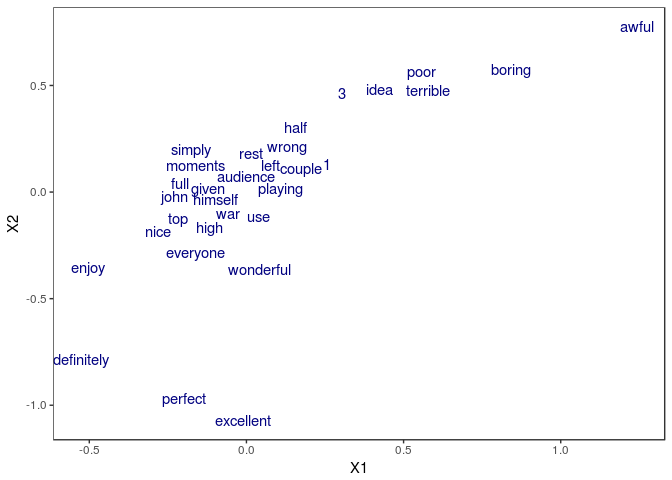 awful
boring
poor
0.5
idea
terrible
3
half
wrong
simply
rest
left
couple
1
moments
audience
full
given
playing
0.0
john
himself
war
use
top
high
nice
everyone
wonderful
enjoy
-0.5
definitely
perfect
-1.0
excellent
-0.5
0.0
0.5
1.0
X1
X2